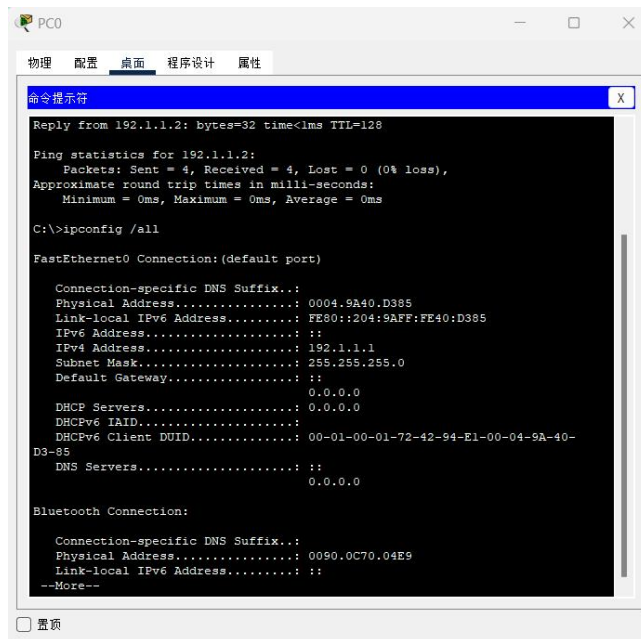 PC0
物理 配置 桌面 程序设计 属性
命令提示符
X
Reply from 192.1.1.2: bytes=32 time<1ms TTL=128
Ping statistics for 192.1.1.2:
Packets: Sent = 4, Received = 4, Lost = 0 (0% loss),
Approximate round trip times in milli-seconds:
Minimum = 0ms, Maximum = 0ms, Average = 0ms
C:\>ipconfig /all
FastEthernet0 Connection:(default port)
Connection-specific DNS Suffix..:
Physical Address................: 0004.9A40.D385
Link-local IPv6 Address.........: FE80::204:9AFF:FE40:D385
IPv6 Address....................: ::
IPv4 Address....................: 192.1.1.1
Subnet Mask.....................: 255.255.255.0
Default Gateway.................: ::
0.0.0.0
DHCP Servers....................: 0.0.0.0
DHCPv6 IAID.....................:
DHCPv6 Client DUID..............: 00-01-00-01-72-42-94-E1-00-04-9A-40-
D3-85
DNS Servers.....................: ::
0.0.0.0
Bluetooth Connection:
Connection-specific DNS Suffix..:
Physical Address................: 0090.0C70.04E9
Link-local IPv6 Address.........: ::
--More--
置顶